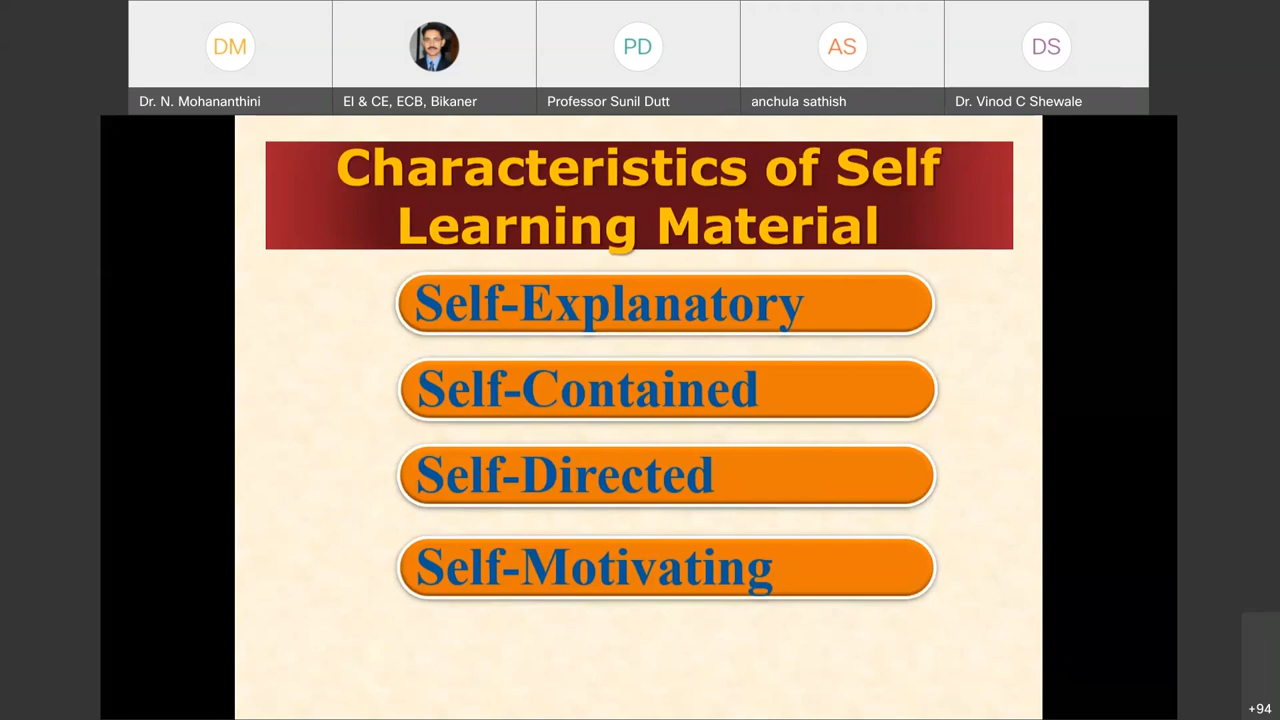 DM
PD
AS
DS
Dr. N. Mohananthini
EI & CE, ECB, Bikaner
Professor Sunil Dutt
anchula sathish
Dr. Vinod C Shewale
Characteristics of Self
Learning Material
Self-Explanatory
Self-Contained
Self-Directed
Self-Motivating
+94